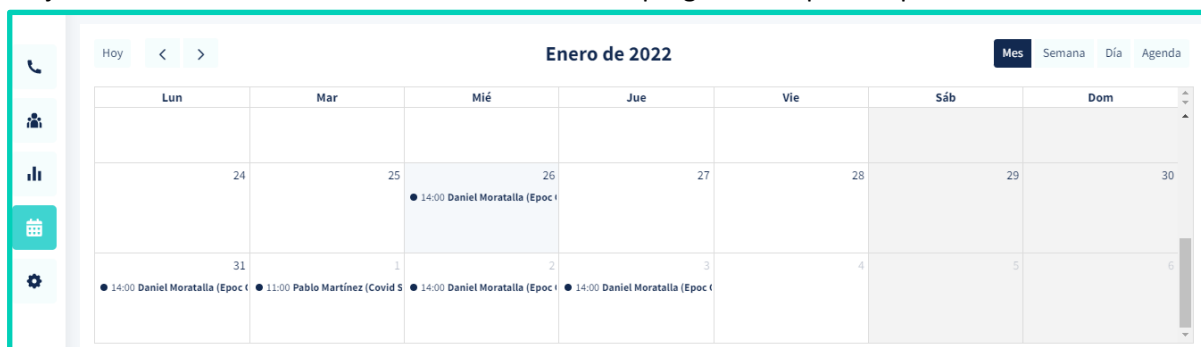 Hoy
Enero de 2022
Mes Semana Día Agenda
Lun Mar Mié Jue Vie Sáb Dom
24 25 26 27 28 29 30
14:00 Daniel Moratalla (Epoc
31 1 2 3 4 5 6
14:00 Daniel Moratalla (Epoc 11:00 Pablo Martínez (Covid S 14:00 Daniel Moratalla (Epoc 14:00 Daniel Moratalla (Epoc